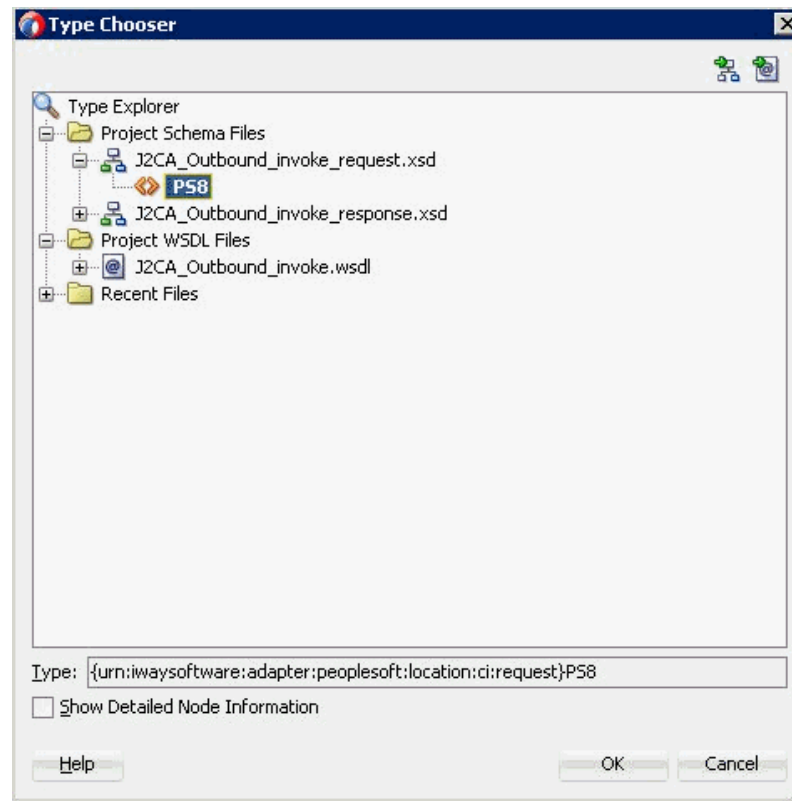 Type Chooser
Type Explorer
Project Schema Files
J2CA_Outbound_invoke_request.xsd
PS8
J2CA_Outbound_invoke_response.xsd
Project WSDL Files
J2CA_Outbound_invoke.wsdl
Recent Files
Type: {urn:iwaysoftware:adapter:peoplesoft:location:ci:request}PS8
Show Detailed Node Information
Help OK Cancel